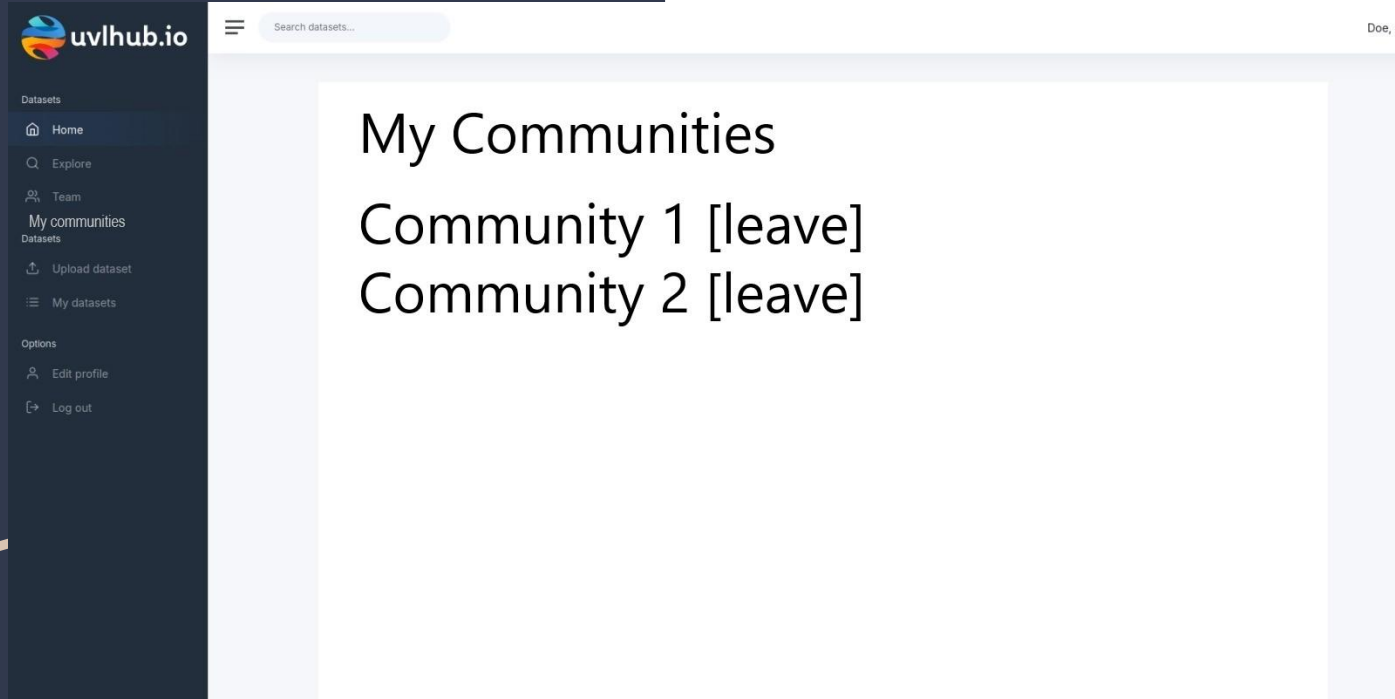 uvlhub.io
Search datasets...
Doe,
Datasets
Home
Explore
Team
My communities
Datasets
Upload dataset
My datasets
Options
Edit profile
Log out
My Communities
Community 1 [leave]
Community 2 [leave]